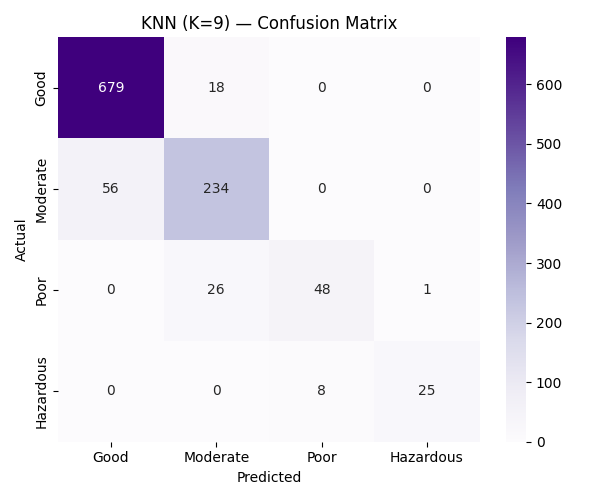 KNN (K=9) — Confusion Matrix
Actual
Good
679 18 0 0
600
Moderate
56 234 0 0
500
400
Poor
0 26 48 1
300
200
Hazardous
0 0 8 25
100
0
Good Moderate Poor Hazardous
Predicted